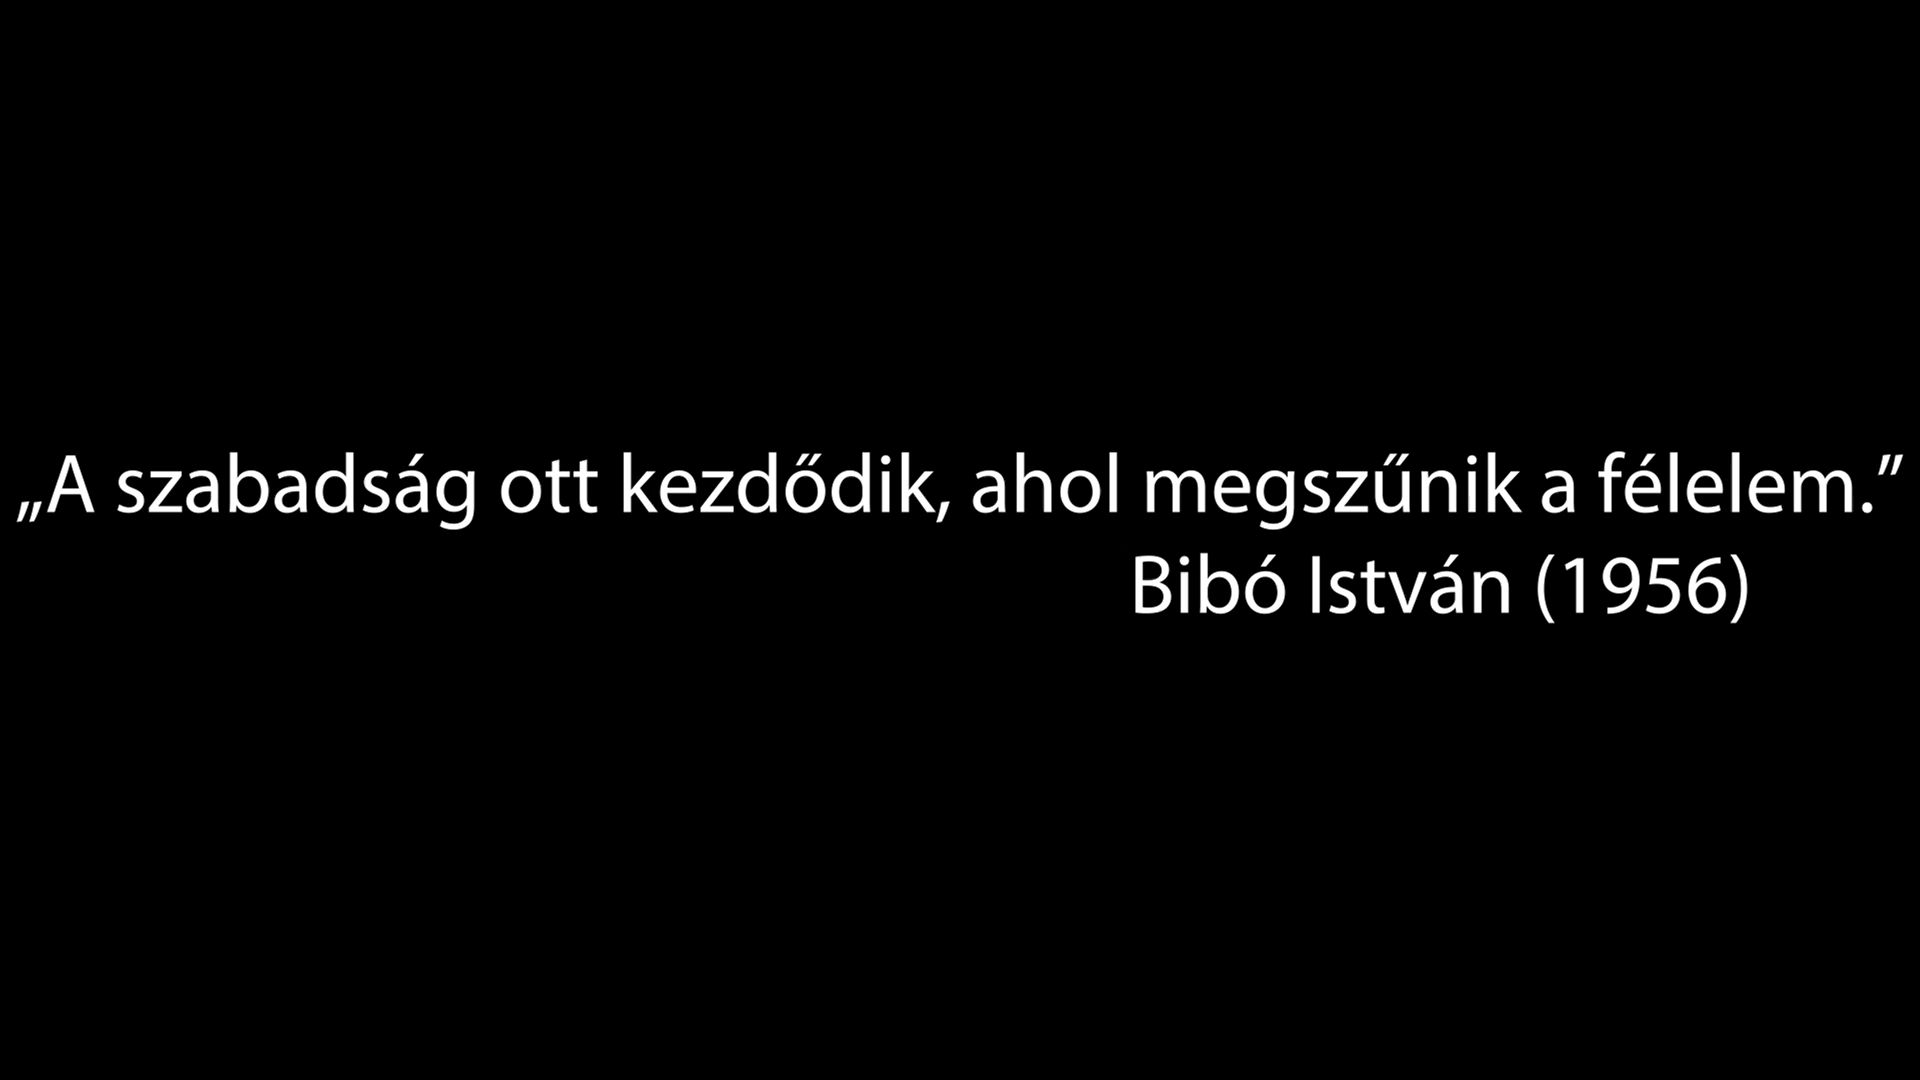 „A szabadság ott kezdődik, ahol megszűnik a félelem.”
Bibó István (1956)